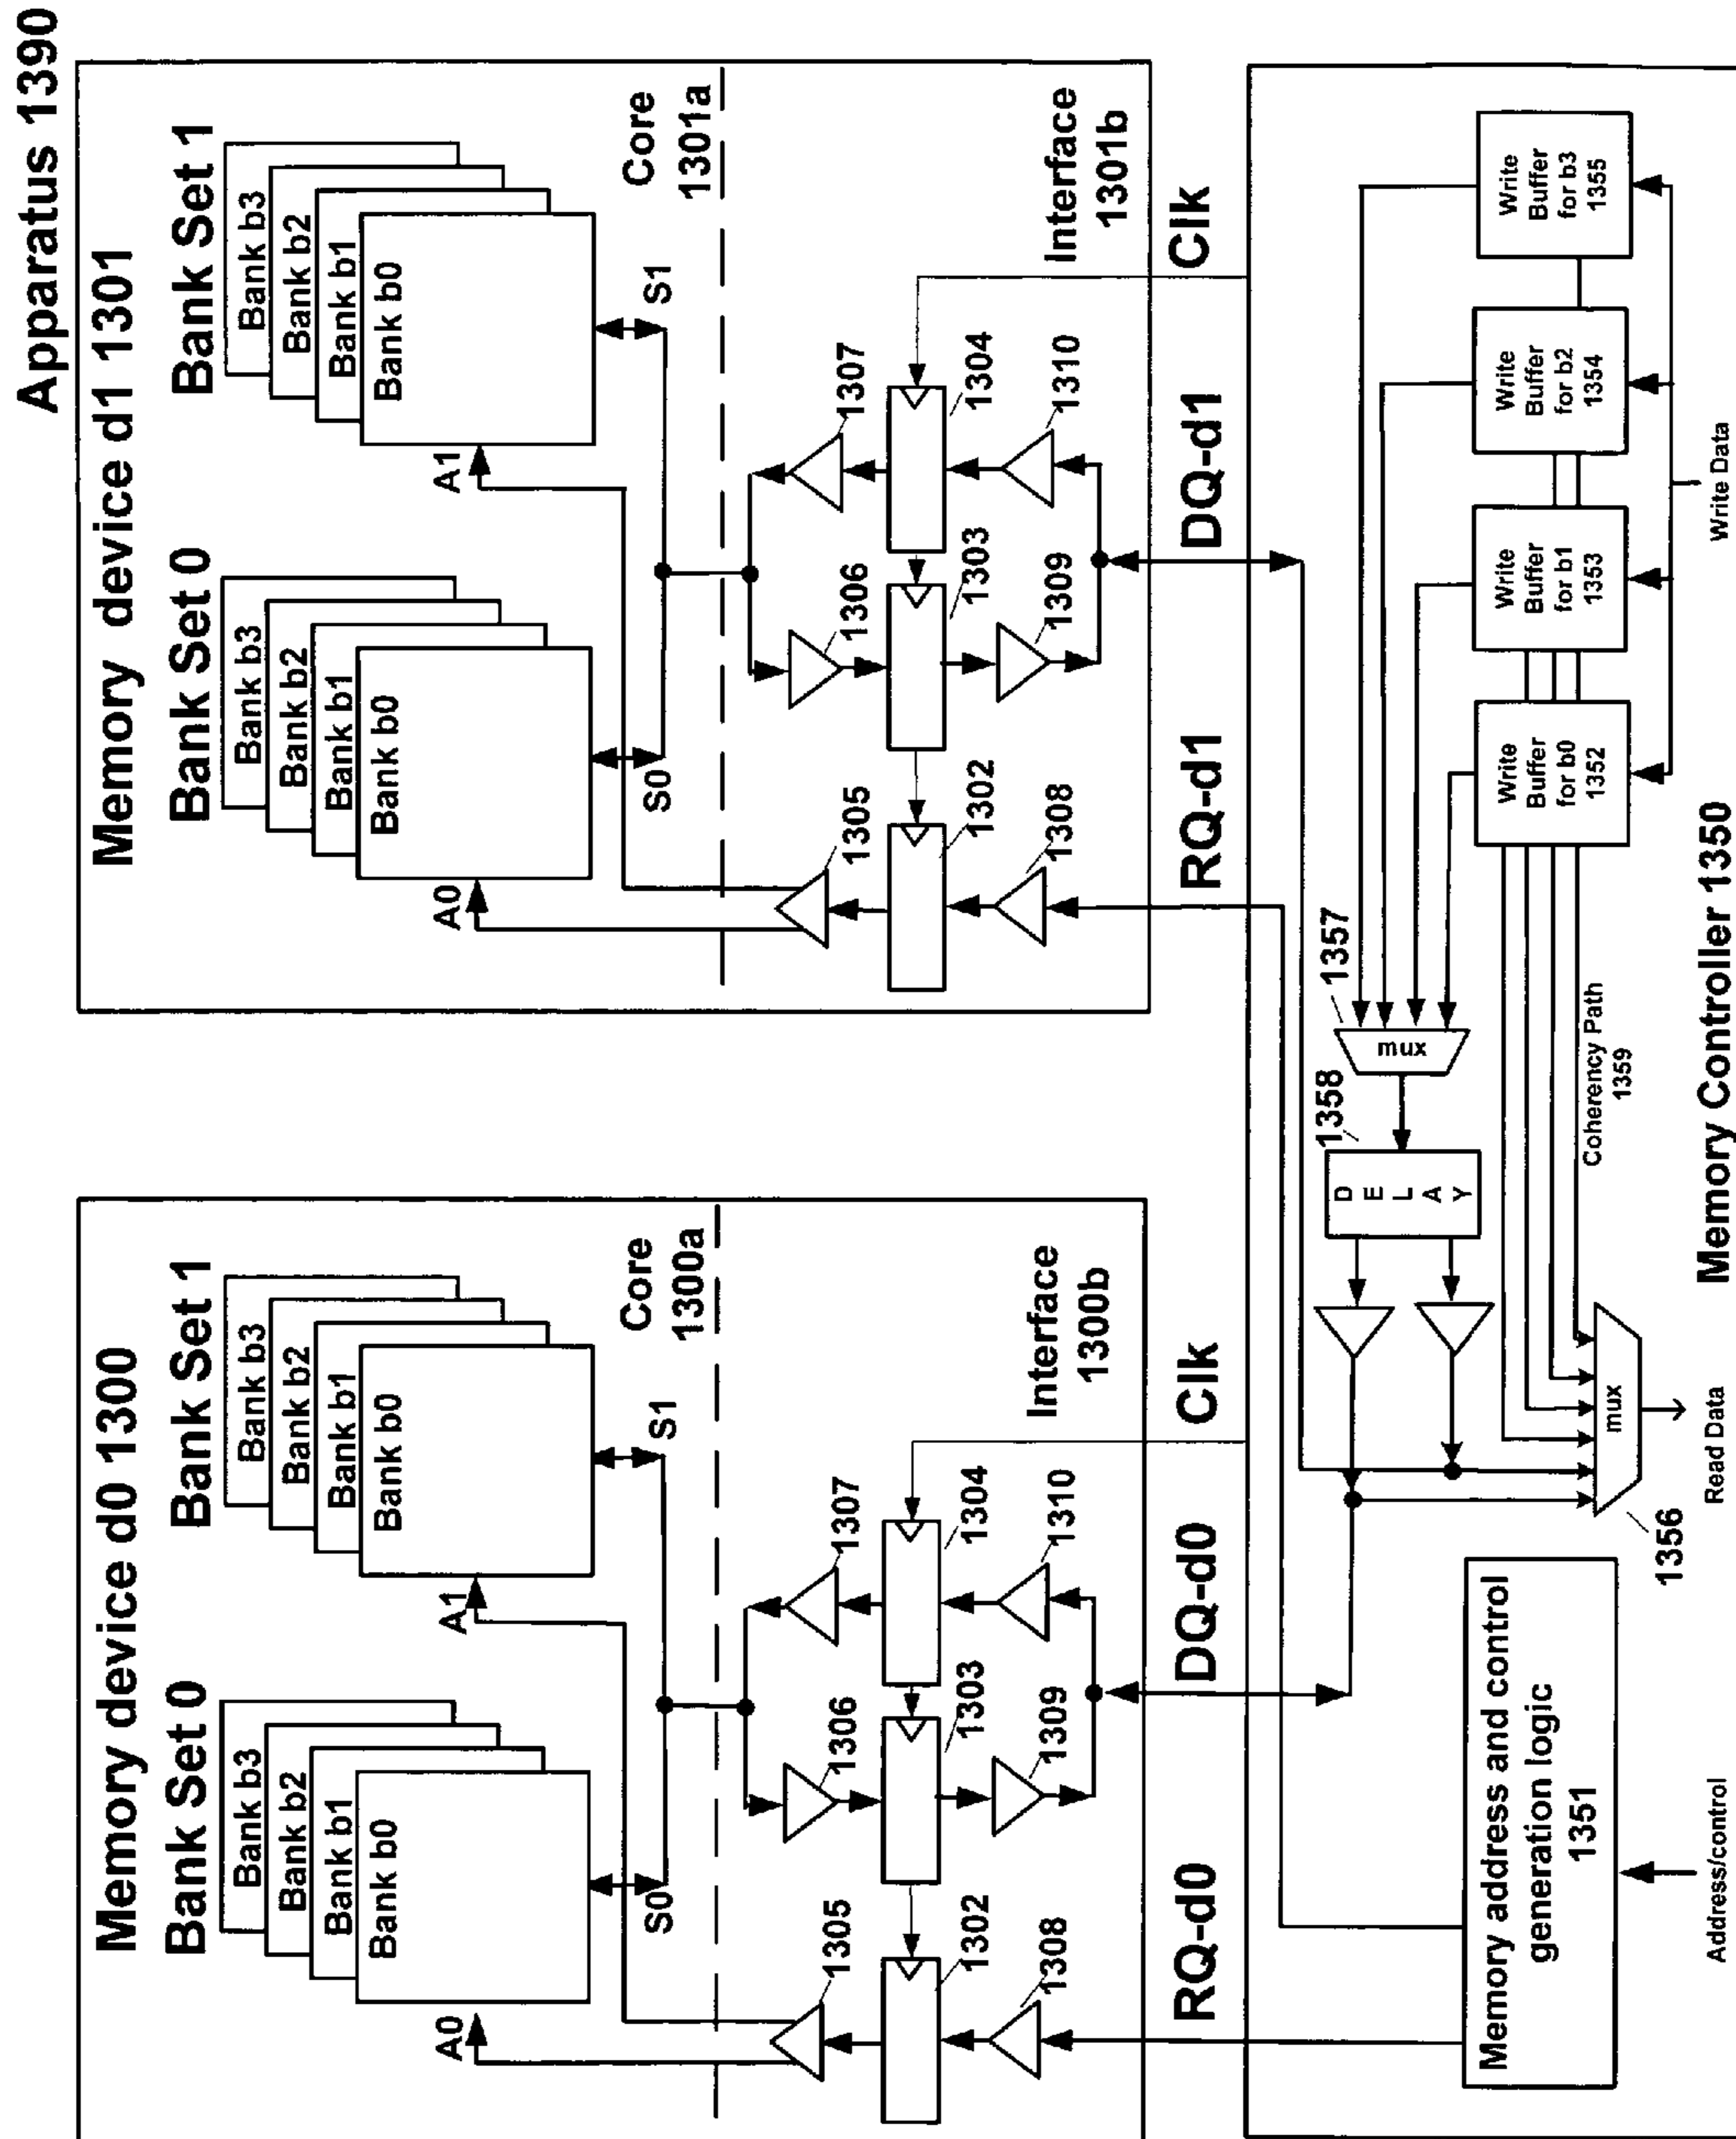 Apparatus 1390
Memory device d0 1300
Bank Set 0
Bank b3
Bank b2
Bank b1
Bank b0
Bank Set 1
Bank b3
Bank b2
Bank b1
Bank b0
A0
A1
S0
S1
Core
1300a
1305
1306
1307
1302
1303
1304
1308
1309
1310
Interface
1300b
RQ-d0
DQ-d0
Clk
Memory device d1 1301
Bank Set 0
Bank b3
Bank b2
Bank b1
Bank b0
Bank Set 1
Bank b3
Bank b2
Bank b1
Bank b0
A0
A1
S0
S1
Core
1301a
1305
1306
1307
1302
1303
1304
1308
1309
1310
Interface
1301b
RQ-d1
DQ-d1
Clk
Memory address and control
generation logic
1351
Address/control
1356
mux
Read Data
1358
DELAY
1357
mux
Coherency Path
1359
Write
Buffer
for b0
1352
Write
Buffer
for b1
1353
Write
Buffer
for b2
1354
Write
Buffer
for b3
1355
Write Data
Memory Controller 1350